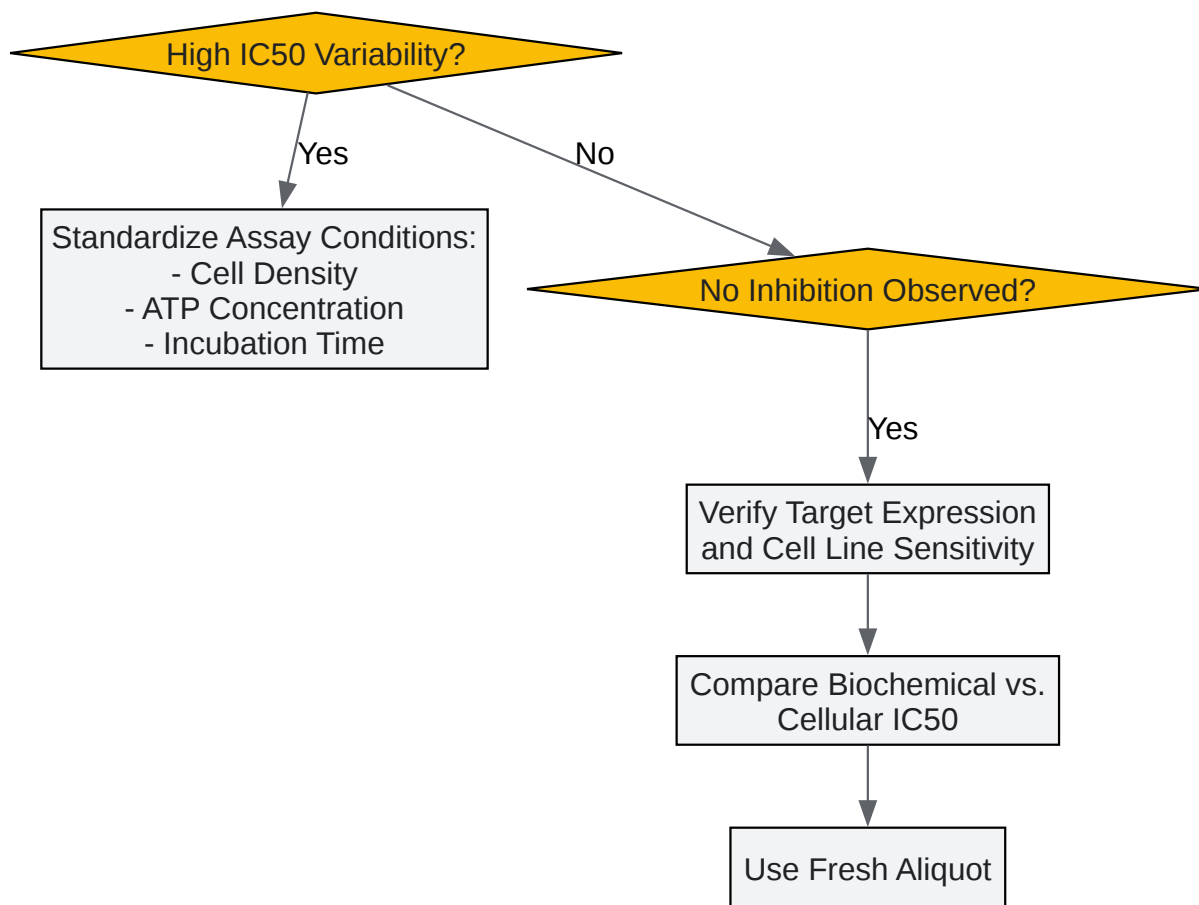 High IC50 Variability?
Yes
No
Standardize Assay Conditions:
- Cell Density
- ATP Concentration
- Incubation Time
No Inhibition Observed?
Yes
Verify Target Expression
and Cell Line Sensitivity
Compare Biochemical vs.
Cellular IC50
Use Fresh Aliquot